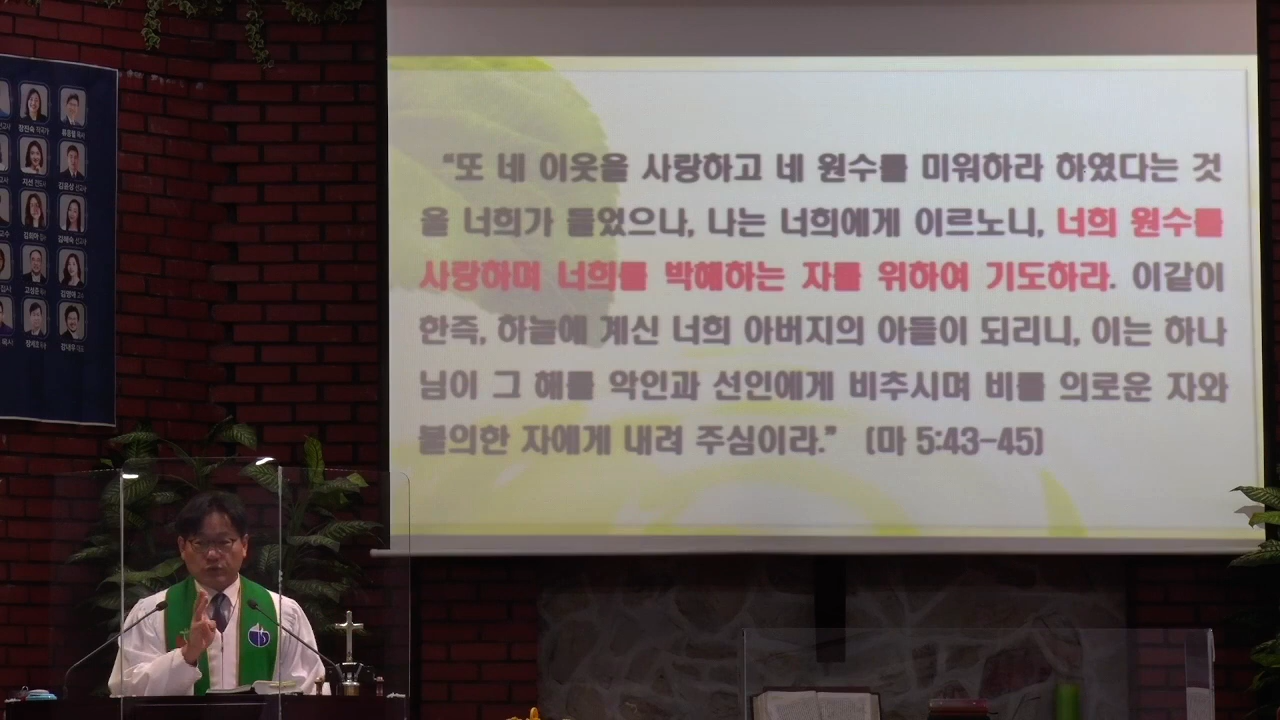 “또 네 이웃을 사랑하고 네 원수를 미워하라 하였다는 것
을 너희가 들었으나, 나는 너희에게 이르노니, 너희 원수를
사랑하며 너희를 박해하는 자를 위하여 기도하라. 이같이
한즉, 하늘에 계신 너희 아버지의 아들이 되리니, 이는 하나
님이 그 해를 악인과 선인에게 비추시며 비를 의로운 자와
불의한 자에게 내려 주심이라.” (마 5:43-45)